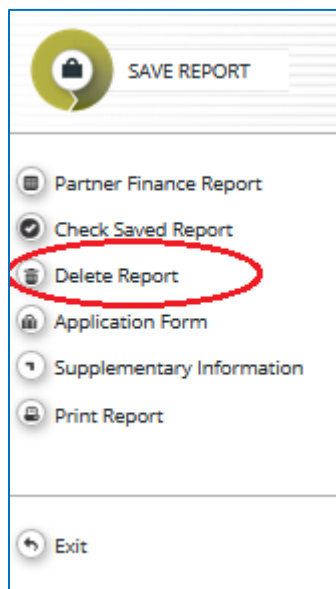 SAVE REPORT
Partner Finance Report
Check Saved Report
Delete Report
Application Form
Supplementary Information
Print Report
Exit